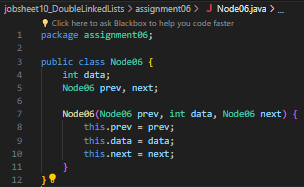 jobsheet10_DoubleLinkedLists > assignment06 > J Node06.java > ...
Click here to ask Blackbox to help you code faster
1 package assignment06;
2
3 public class Node06 {
4 int data;
5 Node06 prev, next;
6
7 Node06(Node06 prev, int data, Node06 next) {
8 this.prev = prev;
9 this.data = data;
10 this.next = next;
11 }
12 }